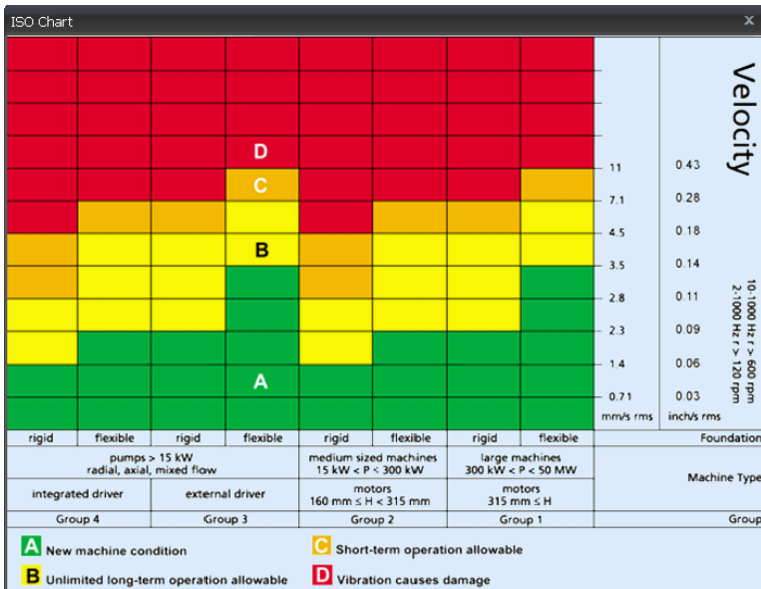 ISO Chart
x
D
C
B
A
11
7.1
4.5
3.5
2.8
2.3
1.4
0.71
mm/s rms
0.43
0.28
0.18
0.14
0.11
0.09
0.06
0.03
inch/s rms
Velocity
10-1000 Hz r > 600 rpm
2-1000 Hz r > 120 rpm
rigid flexible rigid flexible rigid flexible rigid flexible Foundation
pumps > 15 kW
radial, axial, mixed flow
medium sized machines
15 kW < P ≤ 300 kW
large machines
300 kW < P < 50 MW
Machine Type
integrated driver
external driver
motors
160 mm ≤ H < 315 mm
motors
315 mm ≤ H
Group 4 Group 3 Group 2 Group 1 Group
A New machine condition
C Short-term operation allowable
B Unlimited long-term operation allowable
D Vibration causes damage